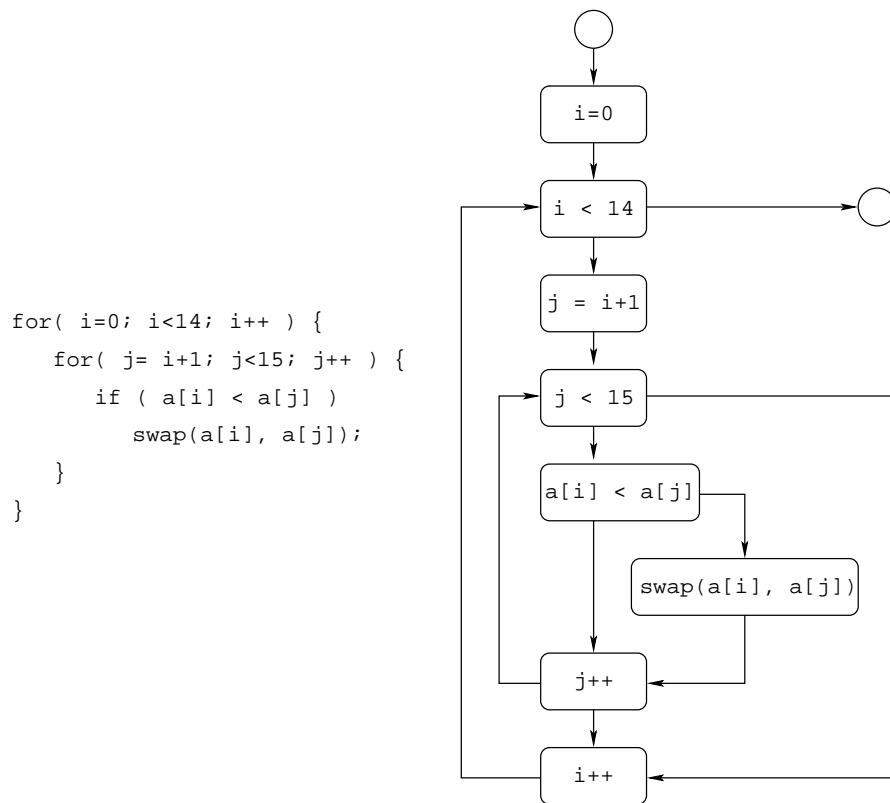 for( i=0; i<14; i++ ) {
for( j= i+1; j<15; j++ ) {
if ( a[i] < a[j] )
swap(a[i], a[j]);
}
}
i=0
i < 14
j = i+1
j < 15
a[i] < a[j]
swap(a[i], a[j])
j++
i++